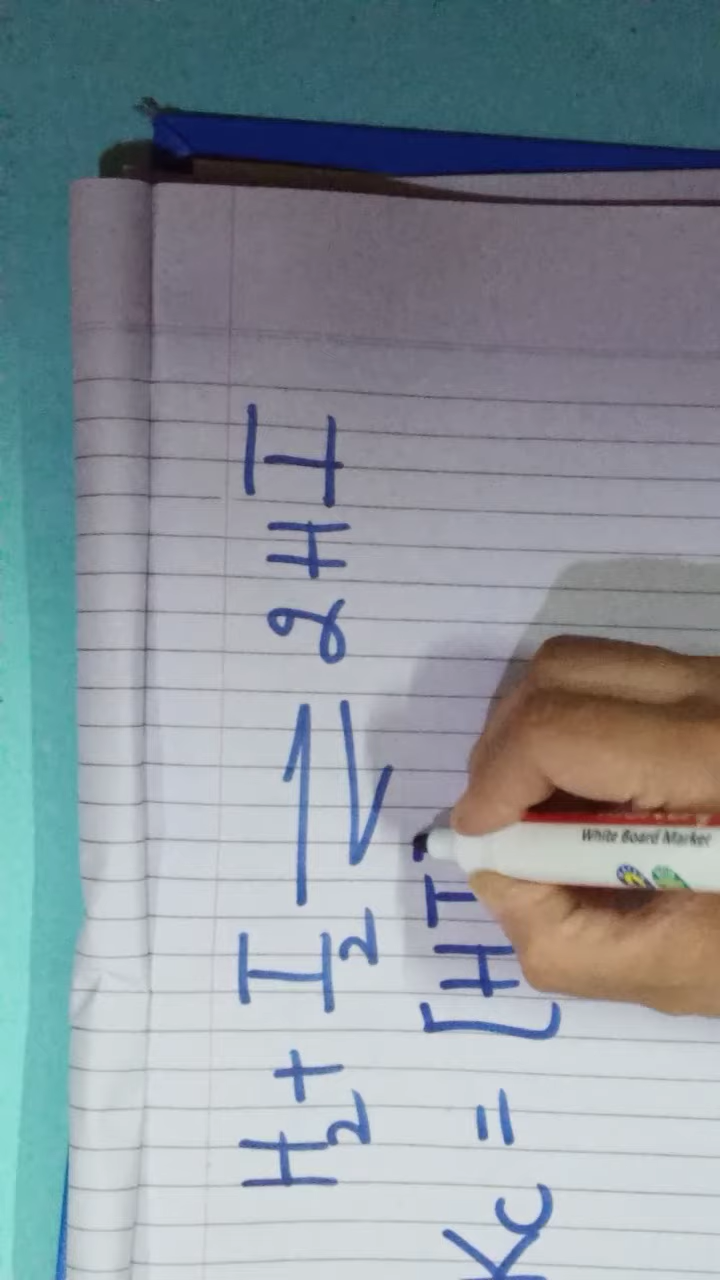 H₂ + I₂ ⇌ 2HI
Kc = [HI
White Board Marker